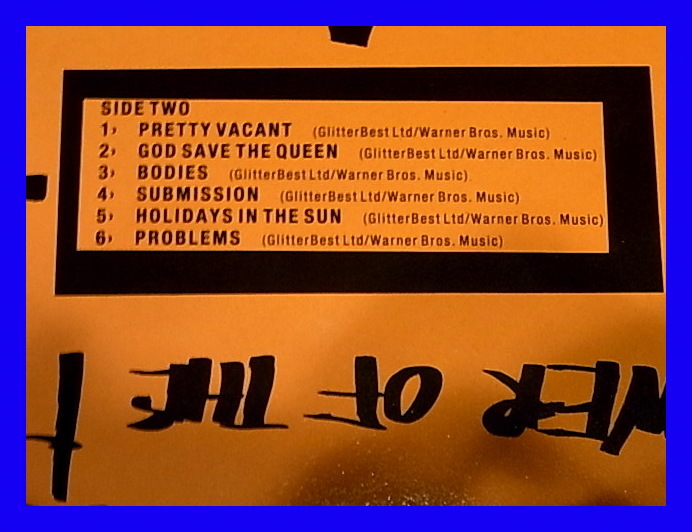 SIDE TWO
1) PRETTY VACANT (GlitterBest Ltd/Warner Bros. Music)
2) GOD SAVE THE QUEEN (GlitterBest Ltd/Warner Bros. Music)
3) BODIES (GlitterBest Ltd/Warner Bros. Music)
4) SUBMISSION (GlitterBest Ltd/Warner Bros. Music)
5) HOLIDAYS IN THE SUN (GlitterBest Ltd/Warner Bros. Music)
6) PROBLEMS (GlitterBest Ltd/Warner Bros. Music)
NER OF THE